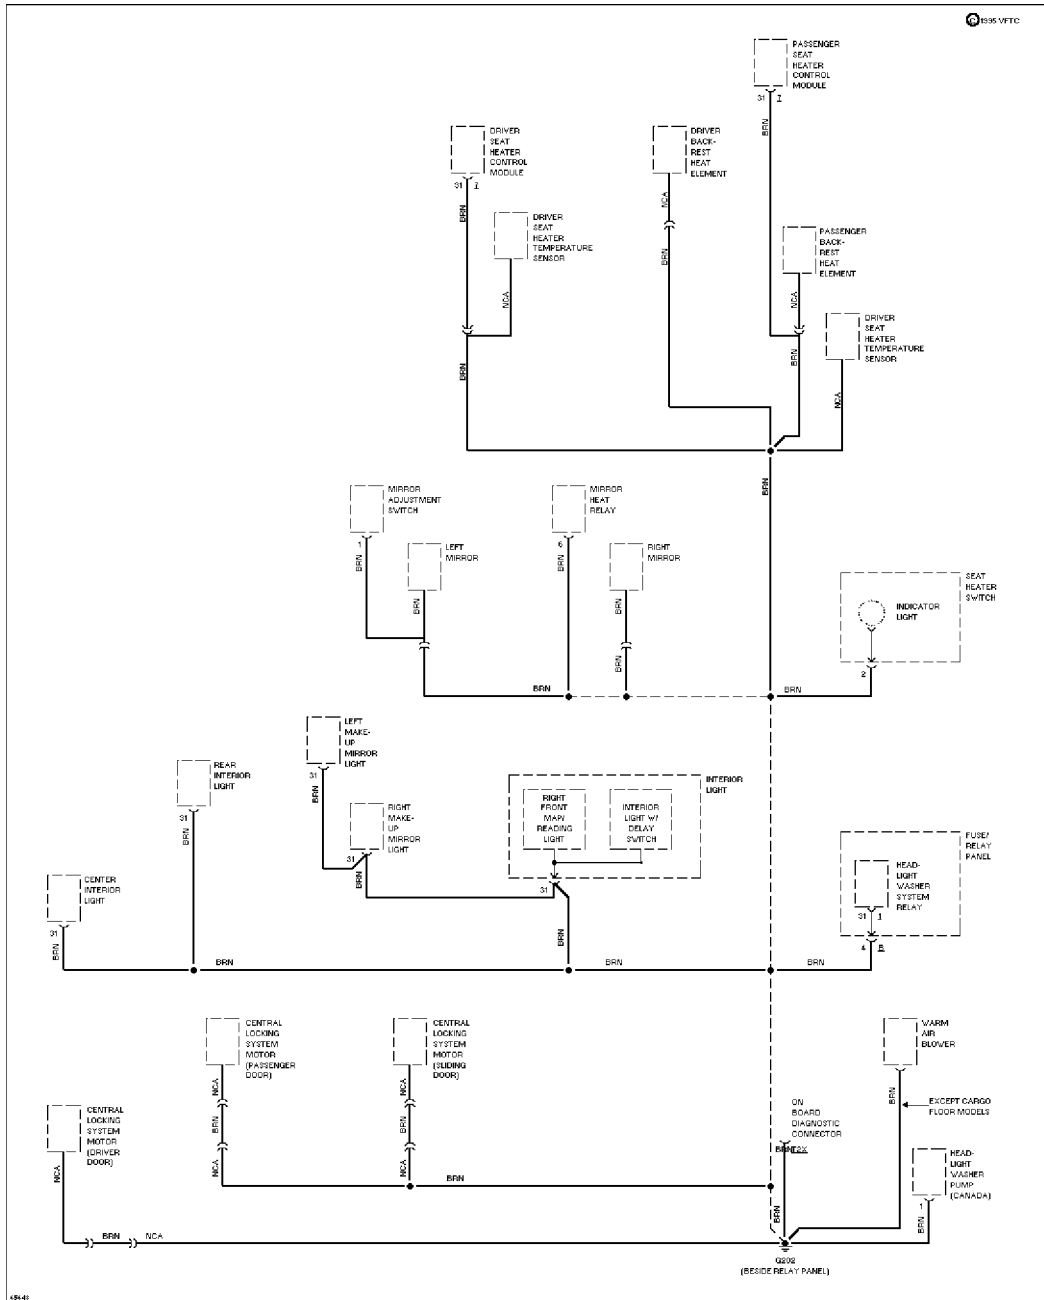 ©1995 VFTC
PASSENGER
SEAT
HEATER
CONTROL
MODULE
31 7
BRN
DRIVER
SEAT
HEATER
CONTROL
MODULE
31 7
BRN
DRIVER
BACK-
REST
HEAT
ELEMENT
NCA
BRN
DRIVER
SEAT
HEATER
TEMPERATURE
SENSOR
NCA
PASSENGER
BACK-
REST
HEAT
ELEMENT
NCA
BRN
DRIVER
SEAT
HEATER
TEMPERATURE
SENSOR
NCA
BRN
BRN
MIRROR
ADJUSTMENT
SWITCH
1
BRN
LEFT
MIRROR
BRN
MIRROR
HEAT
RELAY
6
BRN
RIGHT
MIRROR
BRN
BRN
SEAT
HEATER
SWITCH
INDICATOR
LIGHT
2
BRN
BRN
LEFT
MAKE-
UP
MIRROR
LIGHT
31
BRN
REAR
INTERIOR
LIGHT
31
BRN
RIGHT
MAKE-
UP
MIRROR
LIGHT
31
BRN
INTERIOR
LIGHT
RIGHT
FRONT
MAP/
READING
LIGHT
INTERIOR
LIGHT W/
DELAY
SWITCH
31
BRN
FUSE/
RELAY
PANEL
HEAD-
LIGHT
WASHER
SYSTEM
RELAY
31 1
4 B
CENTER
INTERIOR
LIGHT
31
BRN
BRN
BRN
BRN
CENTRAL
LOCKING
SYSTEM
MOTOR
(PASSENGER
DOOR)
NCA
BRN
NCA
CENTRAL
LOCKING
SYSTEM
MOTOR
(SLIDING
DOOR)
NCA
BRN
NCA
BRN
WARM
AIR
BLOWER
BRN
EXCEPT CARGO
FLOOR MODELS
ON
BOARD
DIAGNOSTIC
CONNECTOR
BRN T2X
BRN
CENTRAL
LOCKING
SYSTEM
MOTOR
(DRIVER
DOOR)
NCA
BRN
NCA
HEAD-
LIGHT
WASHER
PUMP
(CANADA)
1
BRN
G202
(BESIDE RELAY PANEL)